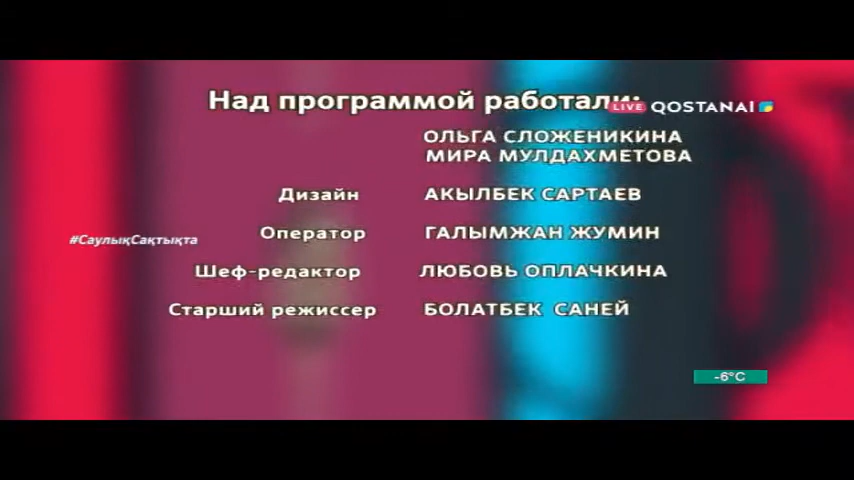 Над программой работали:
LIVE QOSTANAI
ОЛЬГА СЛОЖЕНИКИНА
МИРА МУЛДАХМЕТОВА
Дизайн АКЫЛБЕК САРТАЕВ
Оператор ГАЛЫМЖАН ЖУМИН
#СаулықСақтықта
Шеф-редактор ЛЮБОВЬ ОПЛАЧКИНА
Старший режиссер БОЛАТБЕК САНЕЙ
-6°C